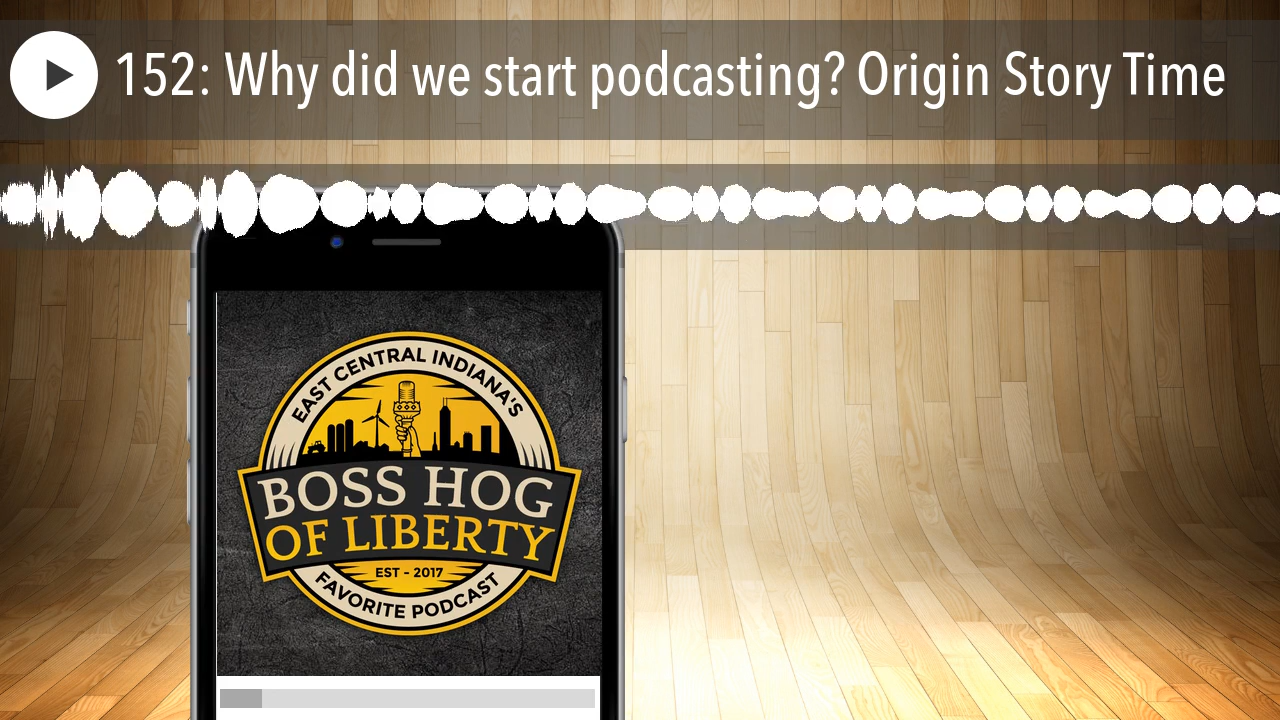 152: Why did we start podcasting? Origin Story Time
EAST CENTRAL INDIANA'S
BOSS HOG
OF LIBERTY
EST - 2017
FAVORITE PODCAST